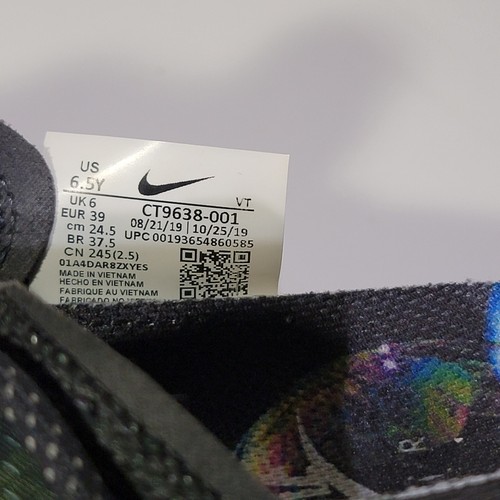 US
6.5Y
UK 6
EUR 39
cm 24.5
BR 37.5
CN 245(2.5)
VT
CT9638-001
08/21/19 | 10/25/19
UPC 00193654860585
01A4DAR8ZXYES
MADE IN VIETNAM
HECHO EN VIETNAM
FABRIQUE AU VIETNAM
FABRICADO NO
R